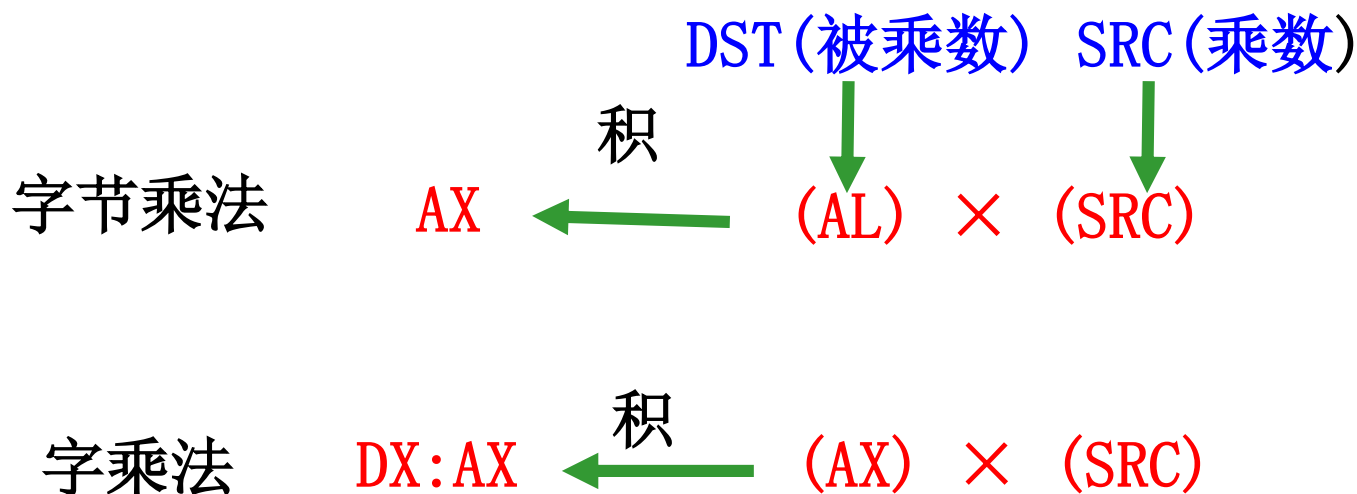 DST(被乘数) SRC(乘数)
积
字节乘法 AX (AL) × (SRC)
积
字乘法 DX:AX (AX) × (SRC)